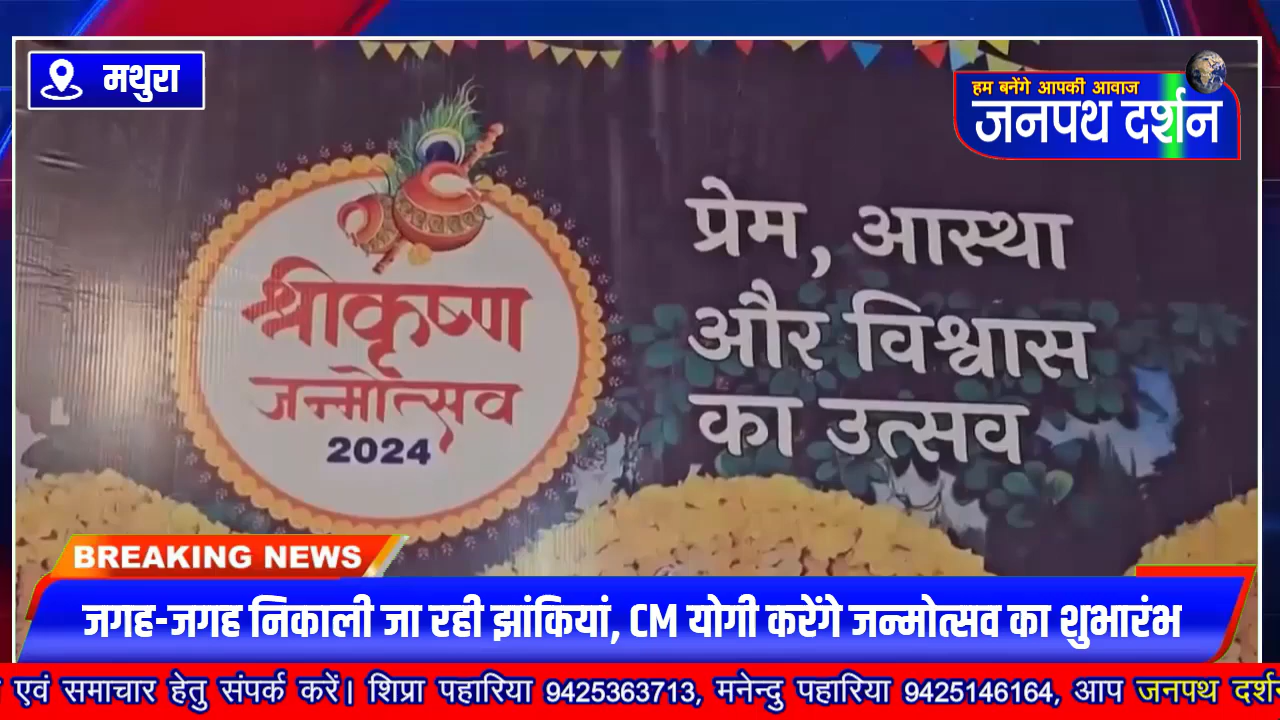 मथुरा
हम बनेंगे आपकी आवाज
जनपथ दर्शन
श्रीकृष्ण
जन्मोत्सव
2024
प्रेम, आस्था
और विश्वास
का उत्सव
BREAKING NEWS
जगह-जगह निकाली जा रही झांकियां, CM योगी करेंगे जन्मोत्सव का शुभारंभ
एवं समाचार हेतु संपर्क करें। शिप्रा पहारिया 9425363713, मनेन्दु पहारिया 9425146164, आप जनपथ दर्शन